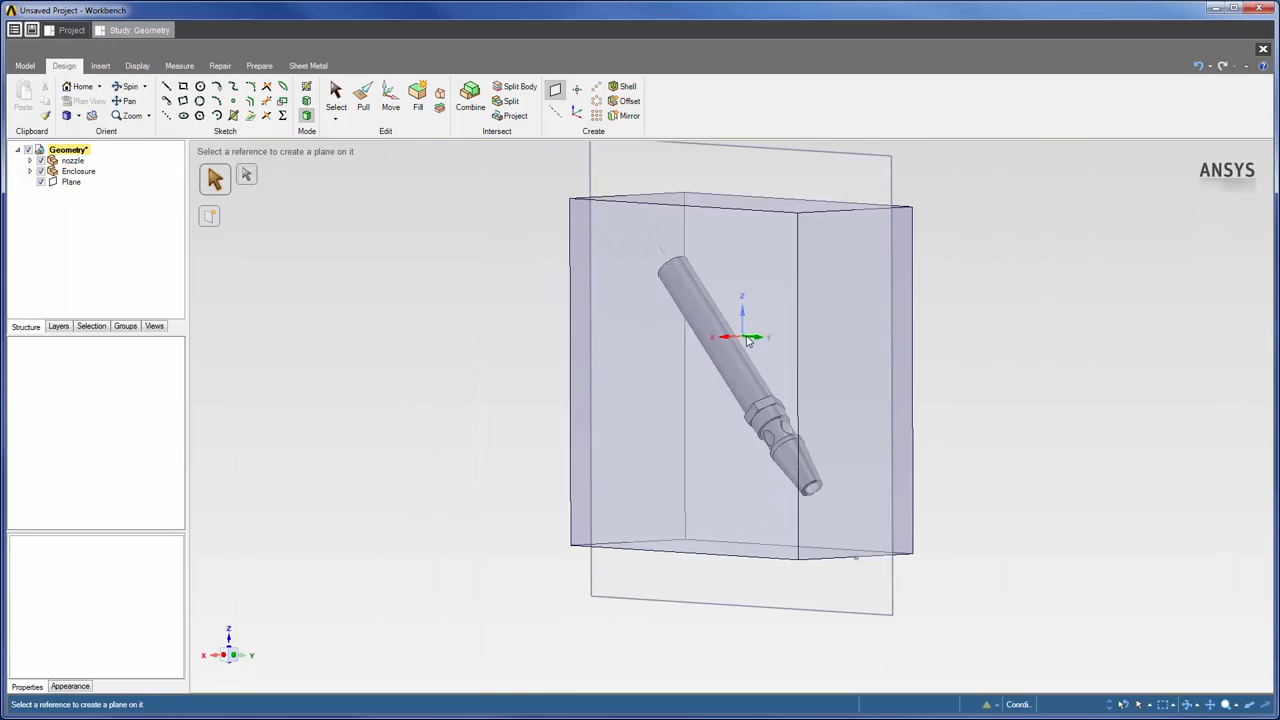 Unsaved Project - Workbench
Project
Study: Geometry
Model
Design
Insert
Display
Measure
Repair
Prepare
Sheet Metal
Paste
Home
Spin
Plan View
Pan
Zoom
Select
Pull
Move
Fill
Combine
Split Body
Split
Project
Shell
Offset
Mirror
Clipboard
Orient
Sketch
Mode
Edit
Intersect
Create
Geometry*
nozzle
Enclosure
Plane
Select a reference to create a plane on it
ANSYS
Z
X
Y
Structure
Layers
Selection
Groups
Views
Z
X
Y
Properties
Appearance
Select a reference to create a plane on it
Coordi...